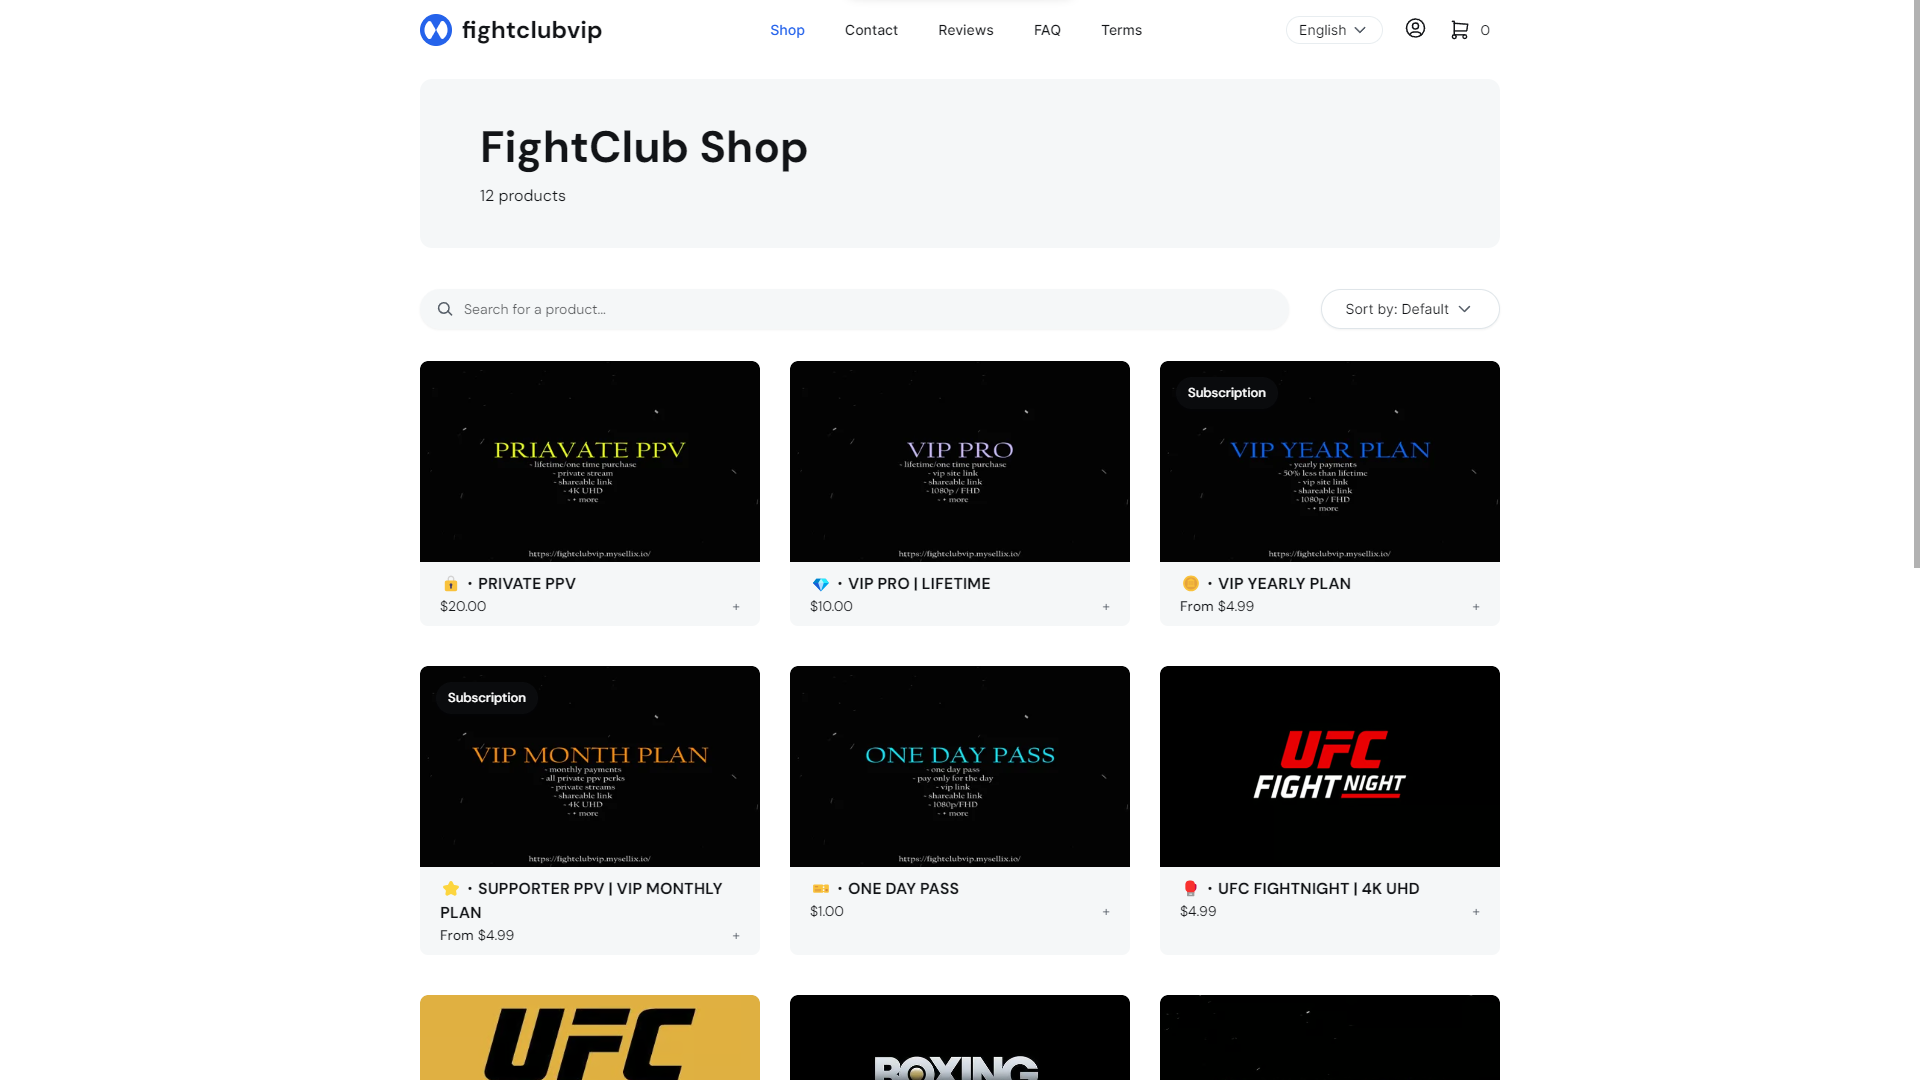 fightclubvip
Shop
Contact
Reviews
FAQ
Terms
English
0
FightClub Shop
12 products
Search for a product...
Sort by: Default
PRIAVATE PPV
- lifetime/one time purchase
- private stream
- shareable link
- 4K UHD
- + more
https://fightclubvip.mysellix.io/
🔒 · PRIVATE PPV
$20.00
+
VIP PRO
- lifetime/one time purchase
- vip site link
- shareable link
- 1080p / FHD
- + more
https://fightclubvip.mysellix.io/
💎 · VIP PRO | LIFETIME
$10.00
+
Subscription
VIP YEAR PLAN
- yearly payments
- 50% less than lifetime
- vip site link
- shareable link
- 1080p / FHD
- + more
https://fightclubvip.mysellix.io/
🪙 · VIP YEARLY PLAN
From $4.99
+
Subscription
VIP MONTH PLAN
- monthly payments
- all private ppv perks
- private streams
- shareable link
- 4K UHD
- + more
https://fightclubvip.mysellix.io/
⭐ · SUPPORTER PPV | VIP MONTHLY
PLAN
From $4.99
+
ONE DAY PASS
- one day pass
- pay only for the day
- vip link
- shareable link
- 1080p/FHD
- + more
https://fightclubvip.mysellix.io/
🎫 · ONE DAY PASS
$1.00
+
UFC
FIGHT NIGHT
🥊 · UFC FIGHTNIGHT | 4K UHD
$4.99
+
UFC
BOXING